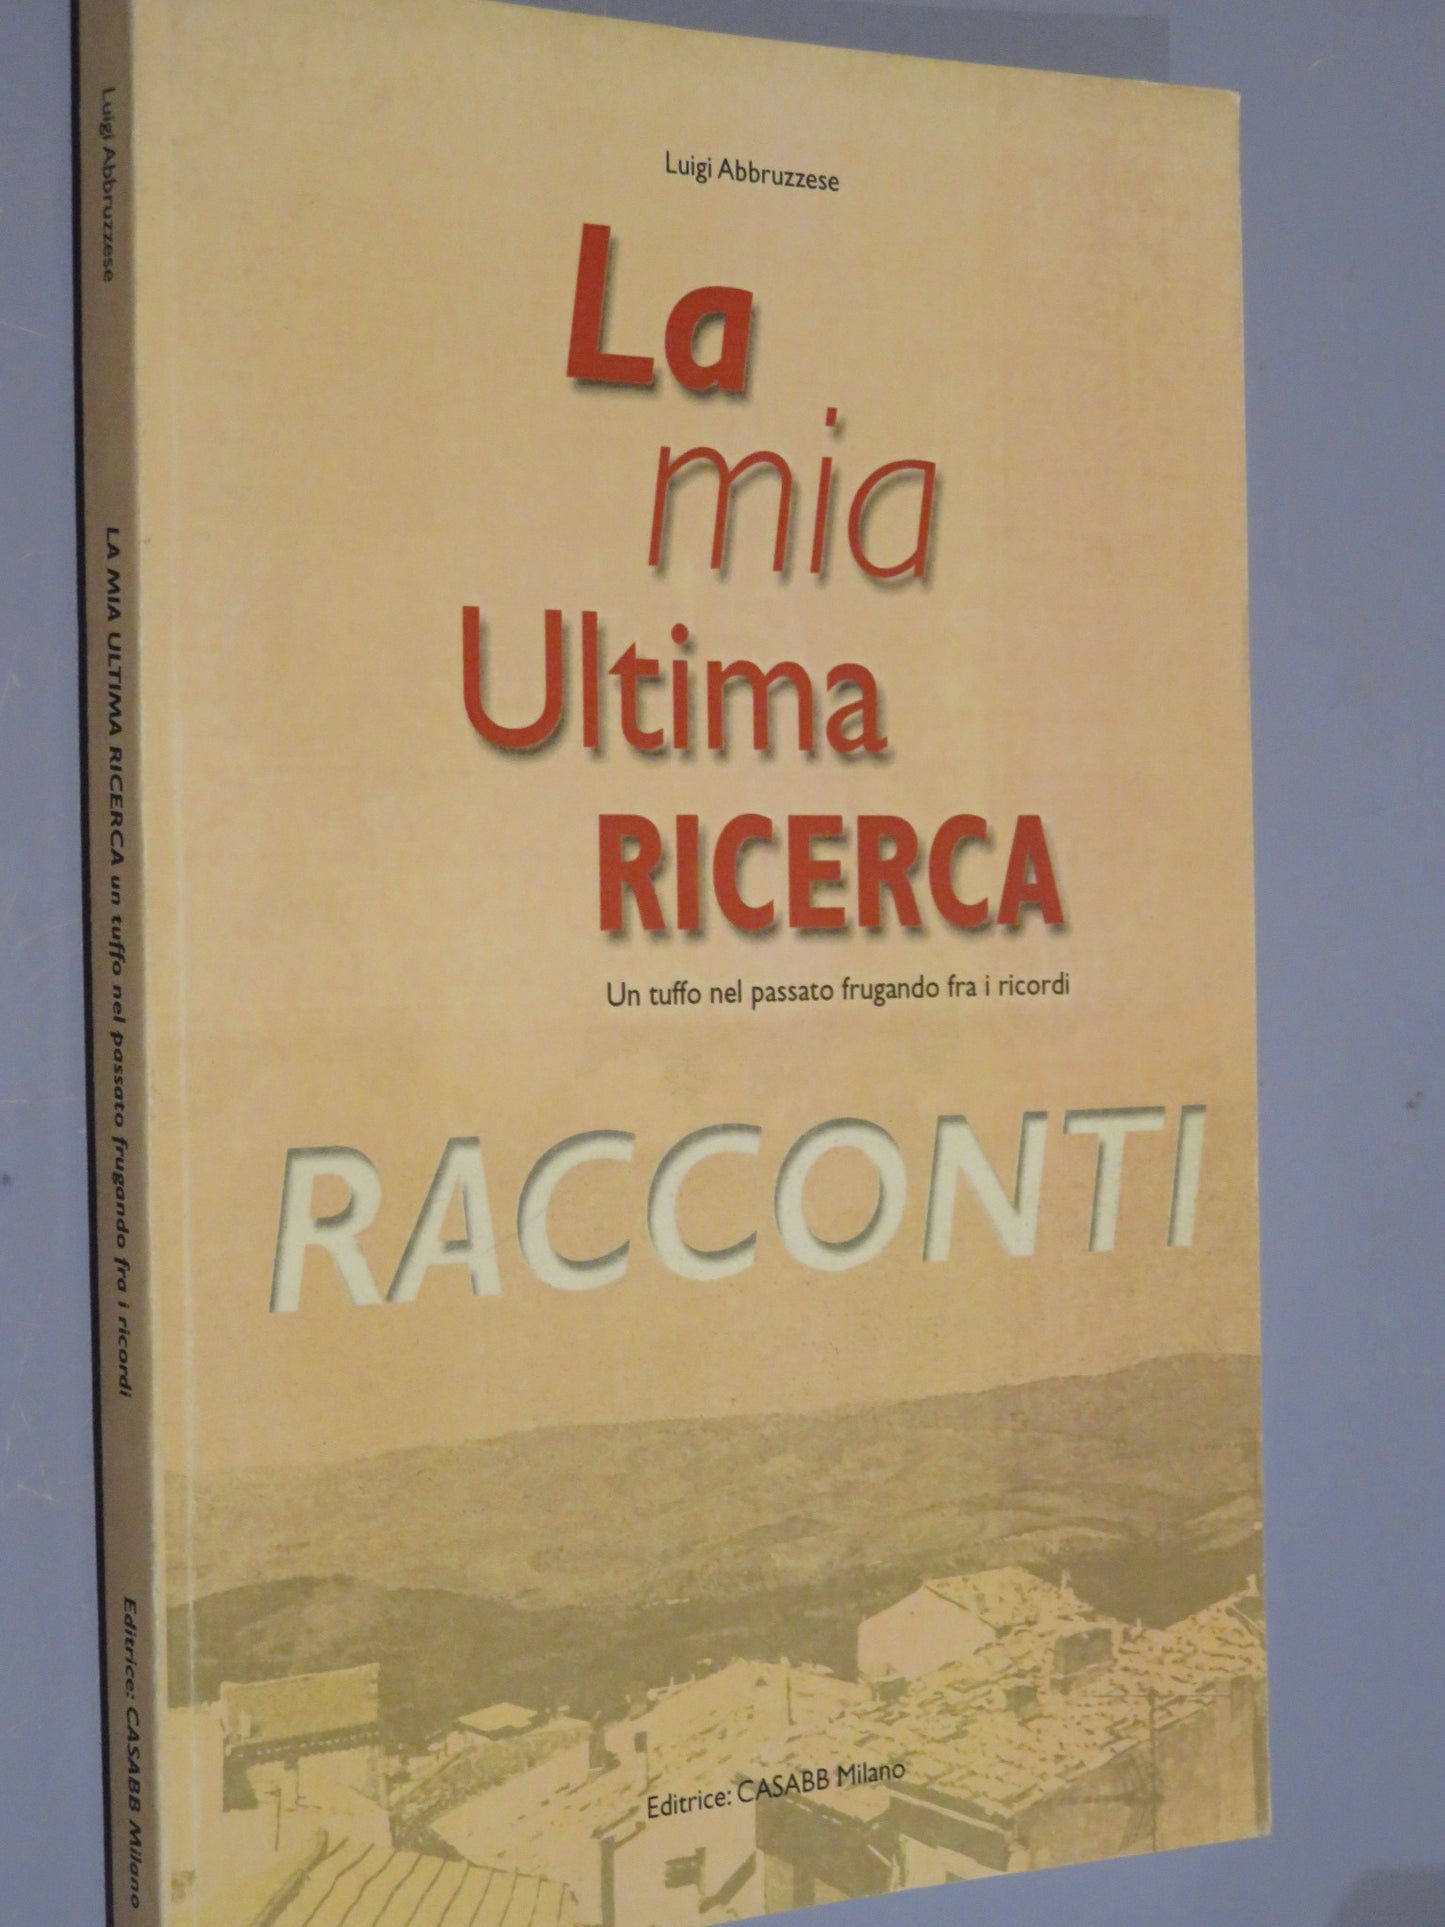 Luigi Abbruzzese
La
mia
Ultima
RICERCA
Un tuffo nel passato frugando fra i ricordi
RACCONTI
Editrice: CASABB Milano
Luigi Abbruzzese LA MIA ULTIMA RICERCA un tuffo nel passato frugando fra i ricordi Editrice: CASABB Milano